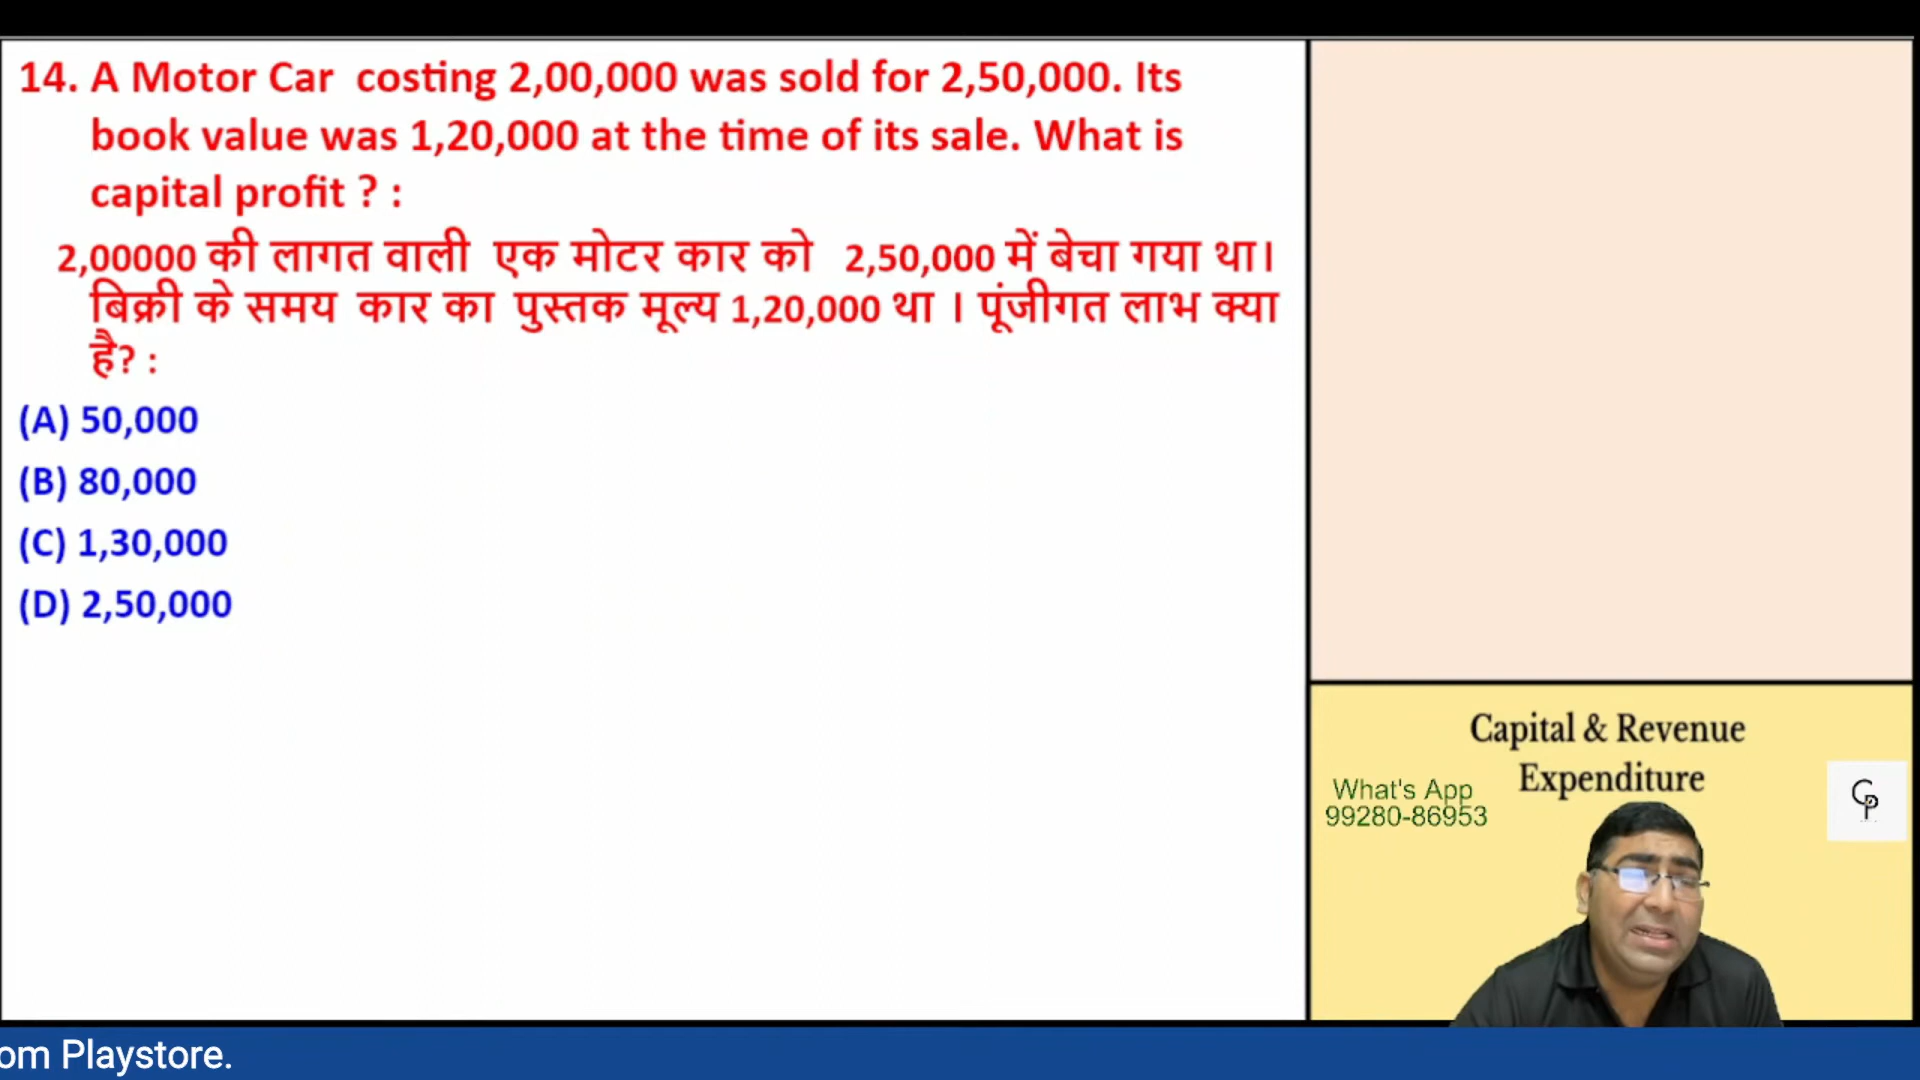 14. A Motor Car costing 2,00,000 was sold for 2,50,000. Its
book value was 1,20,000 at the time of its sale. What is
capital profit ? :
2,00000 की लागत वाली एक मोटर कार को 2,50,000 में बेचा गया था।
बिक्री के समय कार का पुस्तक मूल्य 1,20,000 था । पूंजीगत लाभ क्या
है? :
(A) 50,000
(B) 80,000
(C) 1,30,000
(D) 2,50,000
Capital & Revenue
Expenditure
What's App
99280-86953
CP
om Playstore.